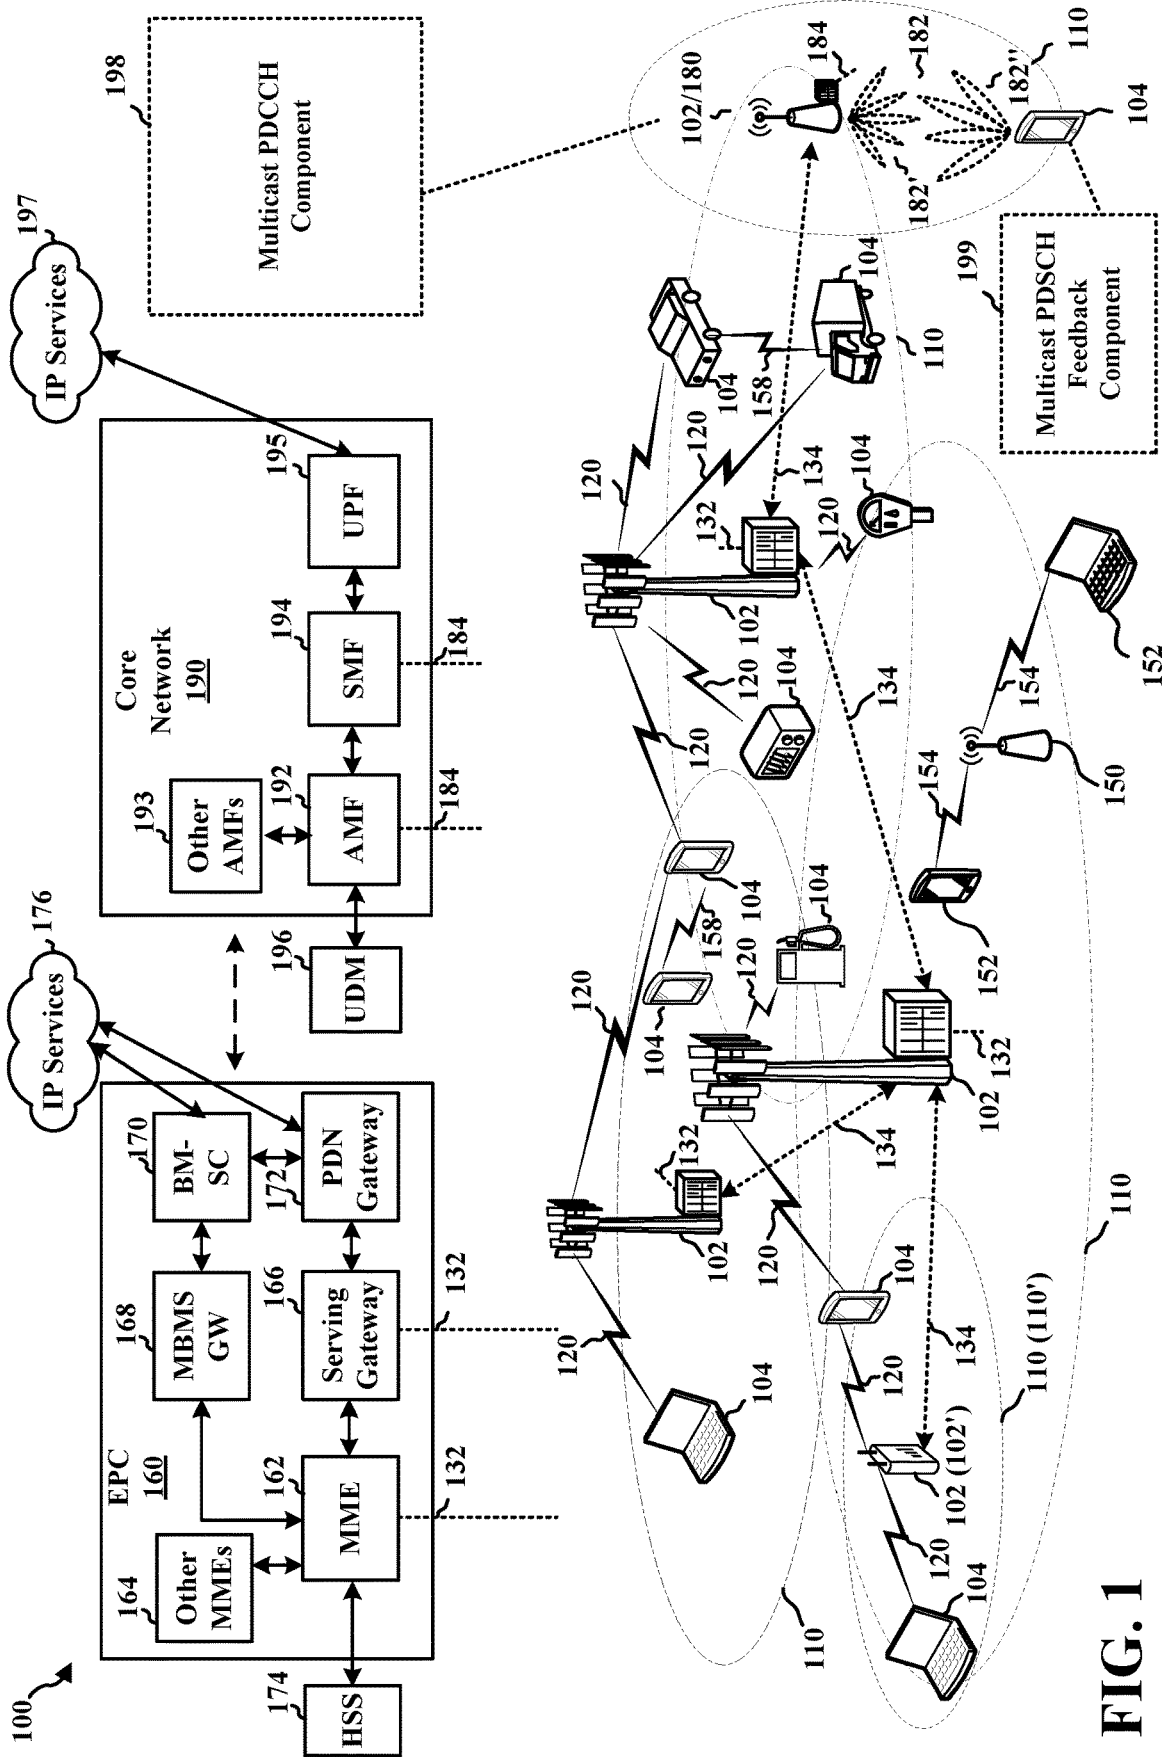 100
HSS
174
EPC
160
Other
MMEs
164
MME
162
132
MBMS
GW
168
Serving
Gateway
166
132
BM-
SC
170
PDN
Gateway
172
IP Services
176
Core
Network
190
UDM
196
Other
AMFs
193
AMF
192
184
SMF
194
184
UPF
195
IP Services
197
Multicast PDCCH
Component
198
102/180
184
182
182'
182''
110
104
Multicast PDSCH
Feedback
Component
199
120
120
104
158
104
110
132
134
102
120
104
120
104
120
134
104
158
104
120
120
104
132
102
134
102
132
120
104
120
110
120
104
120
102 (102')
120
104
134
110 (110')
110
152
154
150
154
152
FIG. 1